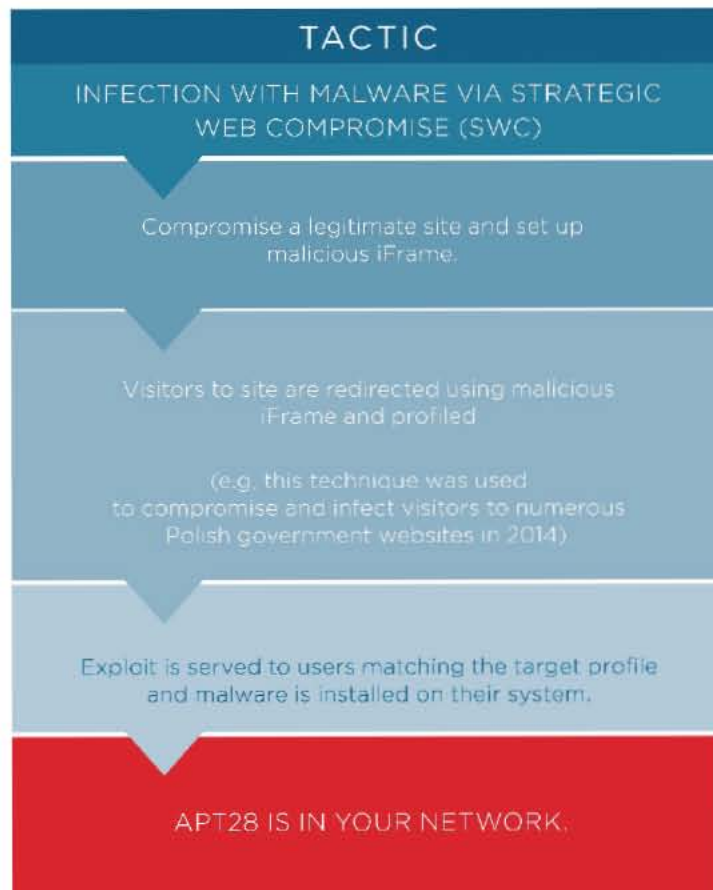 TACTIC
INFECTION WITH MALWARE VIA STRATEGIC
WEB COMPROMISE (SWC)
Compromise a legitimate site and set up
malicious iFrame.
Visitors to site are redirected using malicious
iFrame and profiled
(e.g. this technique was used
to compromise and infect visitors to numerous
Polish government websites in 2014)
Exploit is served to users matching the target profile
and malware is installed on their system.
APT28 IS IN YOUR NETWORK.